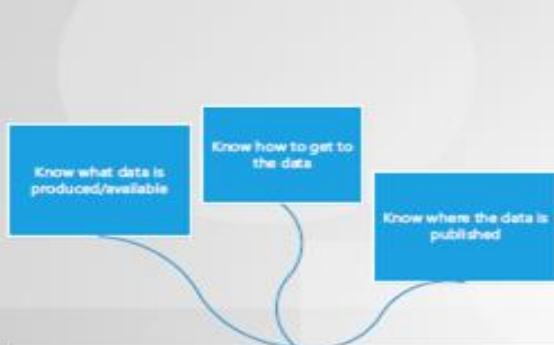 Know what data is
produced/available
Know how to get to
the data
Know where the data is
published